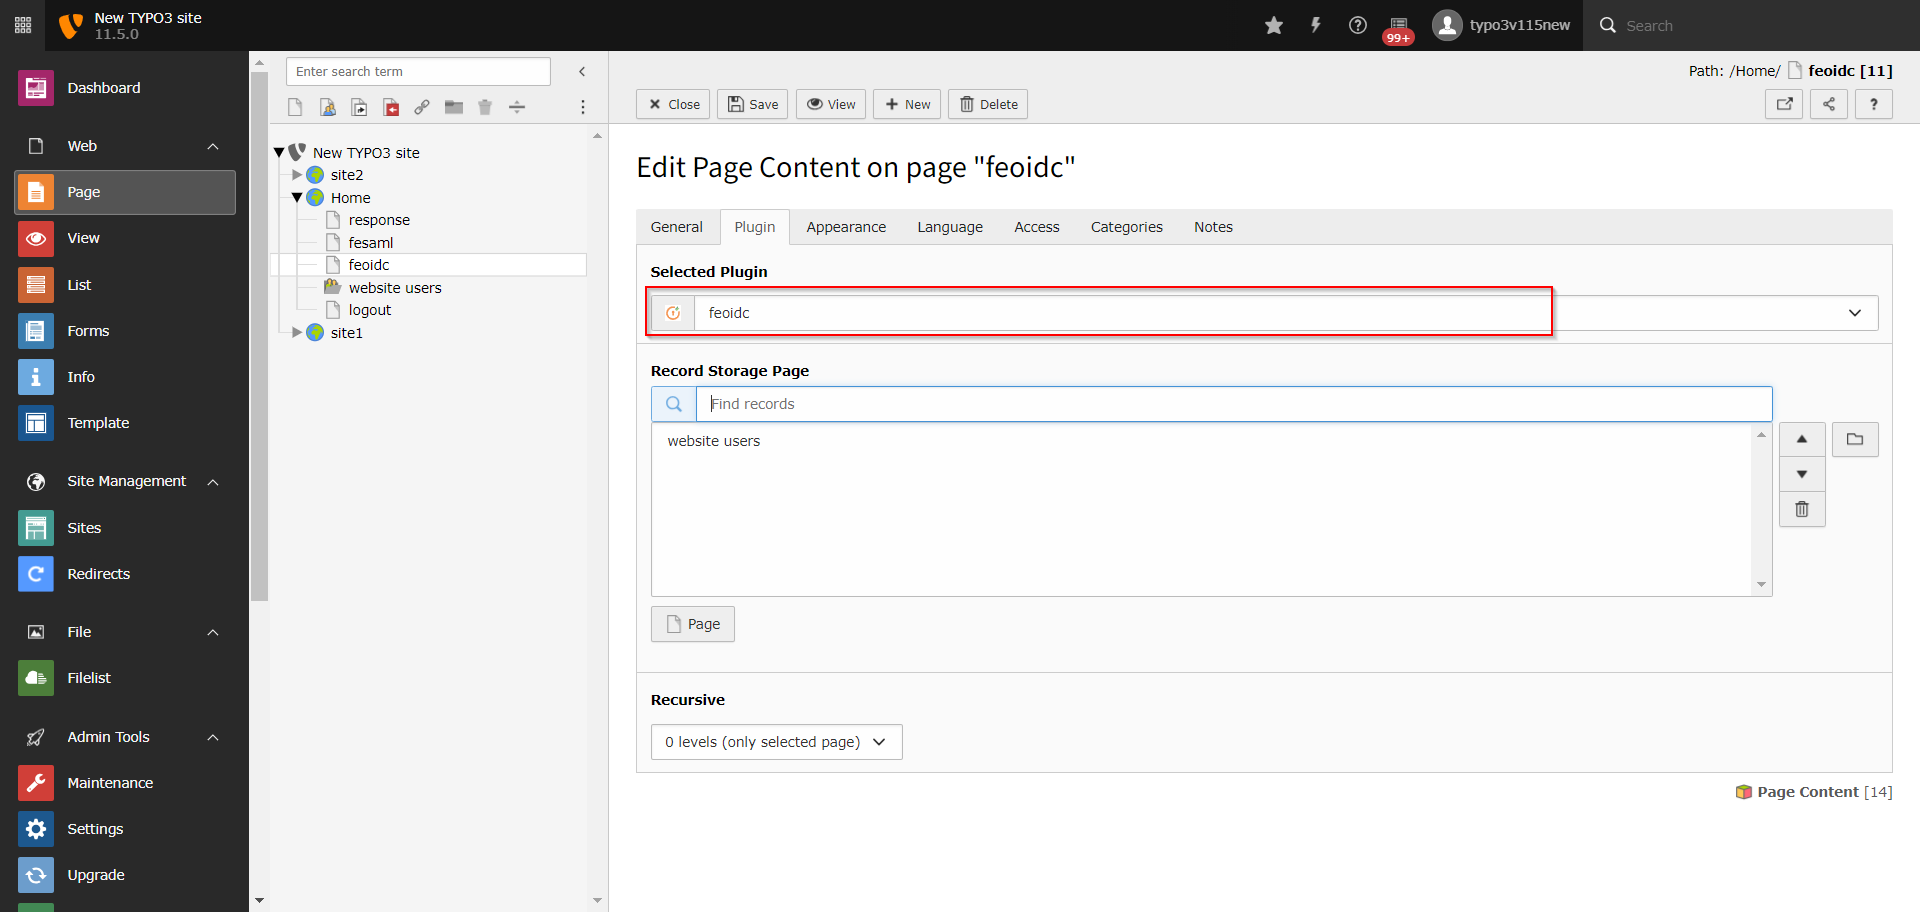 New TYPO3 site
11.5.0
99+
typo3v115new
Search
Dashboard
Web
Page
View
List
Forms
Info
Template
Site Management
Sites
Redirects
File
Filelist
Admin Tools
Maintenance
Settings
Upgrade
Enter search term
New TYPO3 site
site2
Home
response
fesaml
feoidc
website users
logout
site1
Path: /Home/ feoidc [11]
Close
Save
View
New
Delete
?
Edit Page Content on page "feoidc"
General
Plugin
Appearance
Language
Access
Categories
Notes
Selected Plugin
feoidc
Record Storage Page
Find records
website users
Page
Recursive
0 levels (only selected page)
Page Content [14]